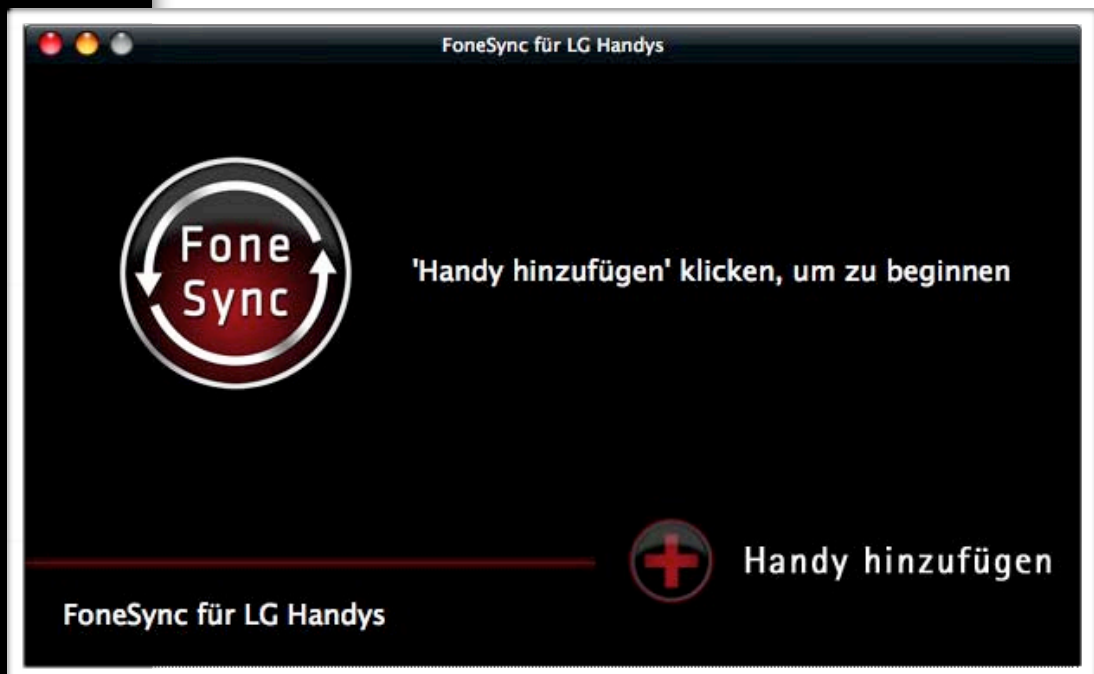 FoneSync für LG Handys
Fone
Sync
'Handy hinzufügen' klicken, um zu beginnen
Handy hinzufügen
FoneSync für LG Handys